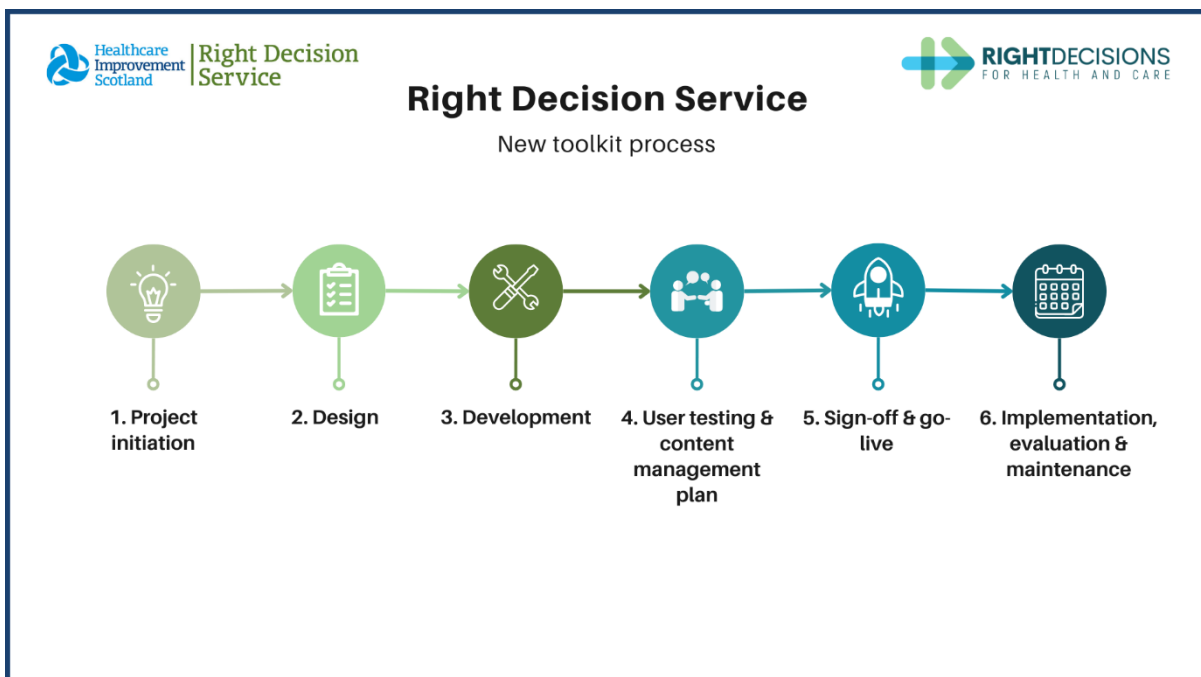 Healthcare
Improvement
Scotland
Right Decision
Service
RIGHTDECISIONS
FOR HEALTH AND CARE
Right Decision Service
New toolkit process
1. Project
initiation
2. Design
3. Development
4. User testing &
content
management
plan
5. Sign-off & go-
live
6. Implementation,
evaluation &
maintenance